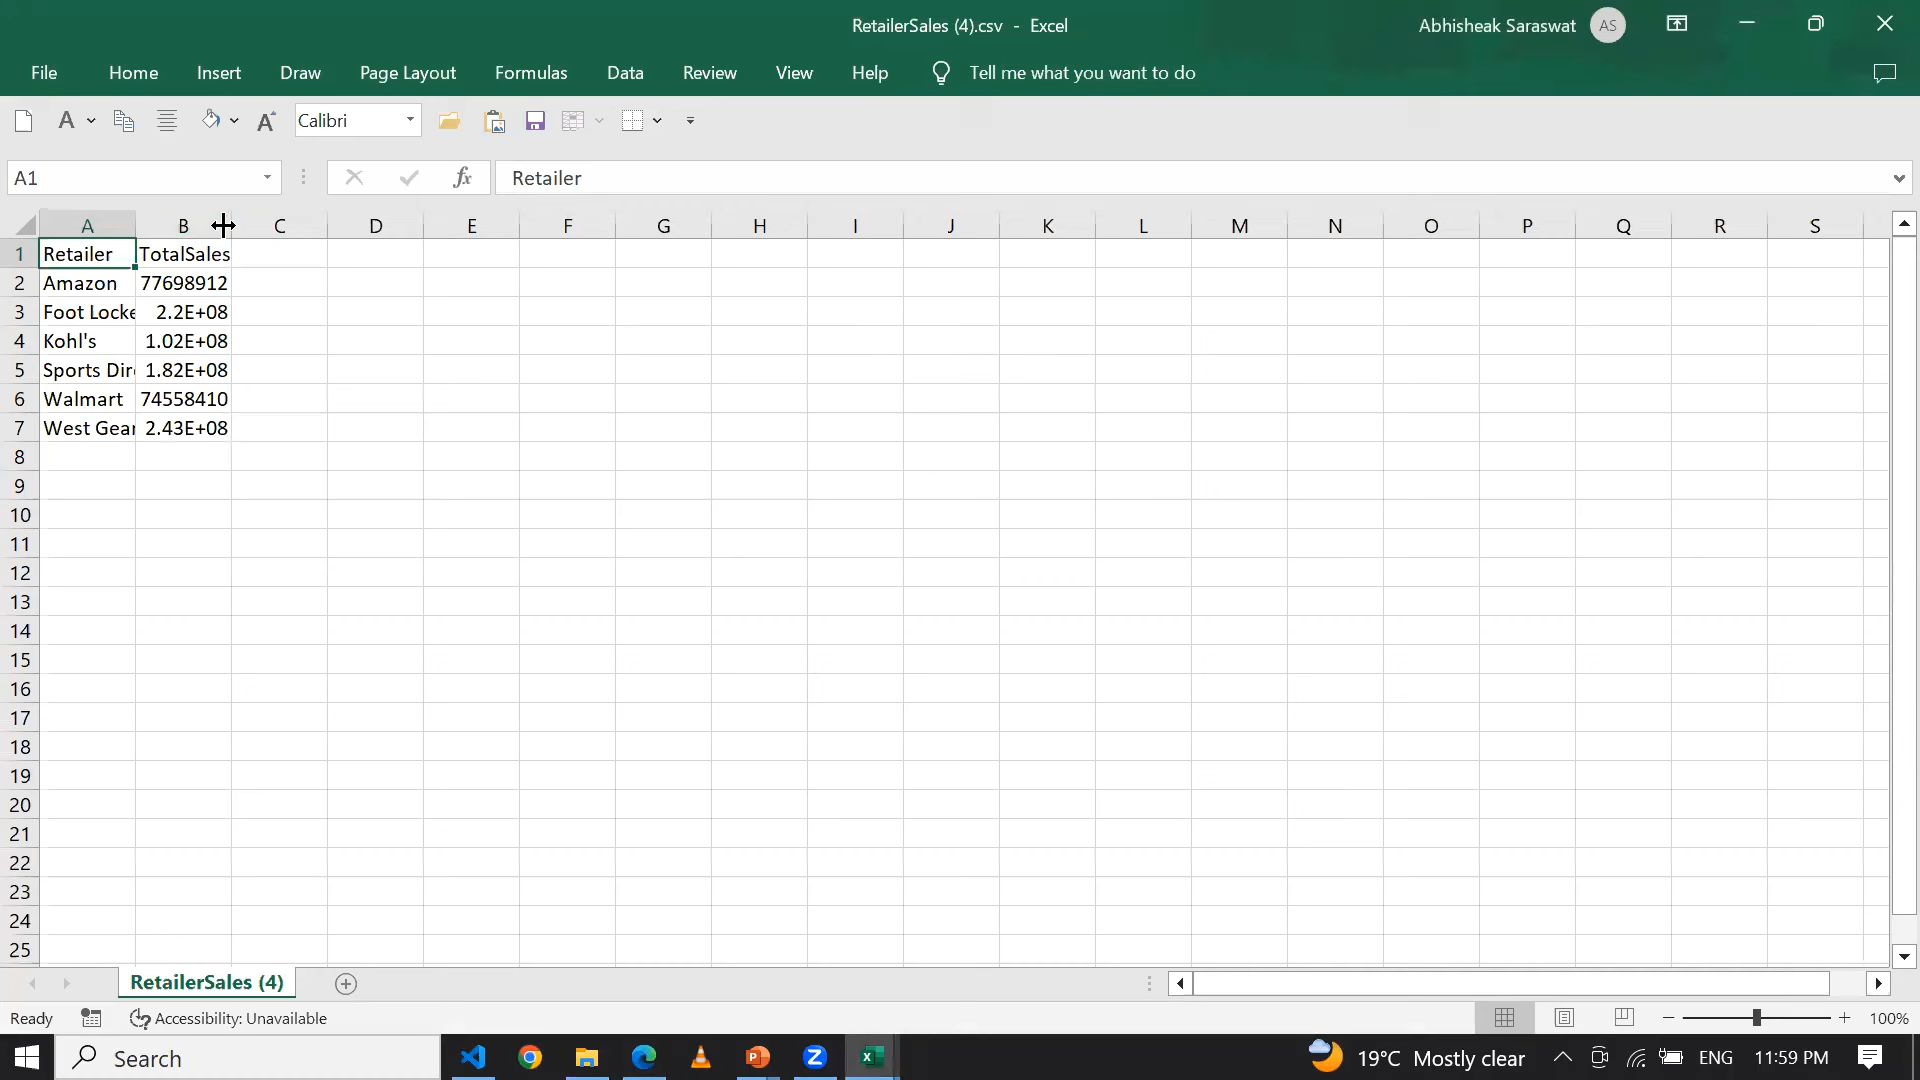 RetailerSales (4).csv - Excel
Abhisheak Saraswat AS
File Home Insert Draw Page Layout Formulas Data Review View Help Tell me what you want to do
Calibri
A1 fx Retailer
A B C D E F G H I J K L M N O P Q R S
1 Retailer TotalSales
2 Amazon 77698912
3 Foot Locke 2.2E+08
4 Kohl's 1.02E+08
5 Sports Dir 1.82E+08
6 Walmart 74558410
7 West Gear 2.43E+08
8
9
10
11
12
13
14
15
16
17
18
19
20
21
22
23
24
25
RetailerSales (4)
Ready Accessibility: Unavailable 100%
Search 19°C Mostly clear ENG 11:59 PM